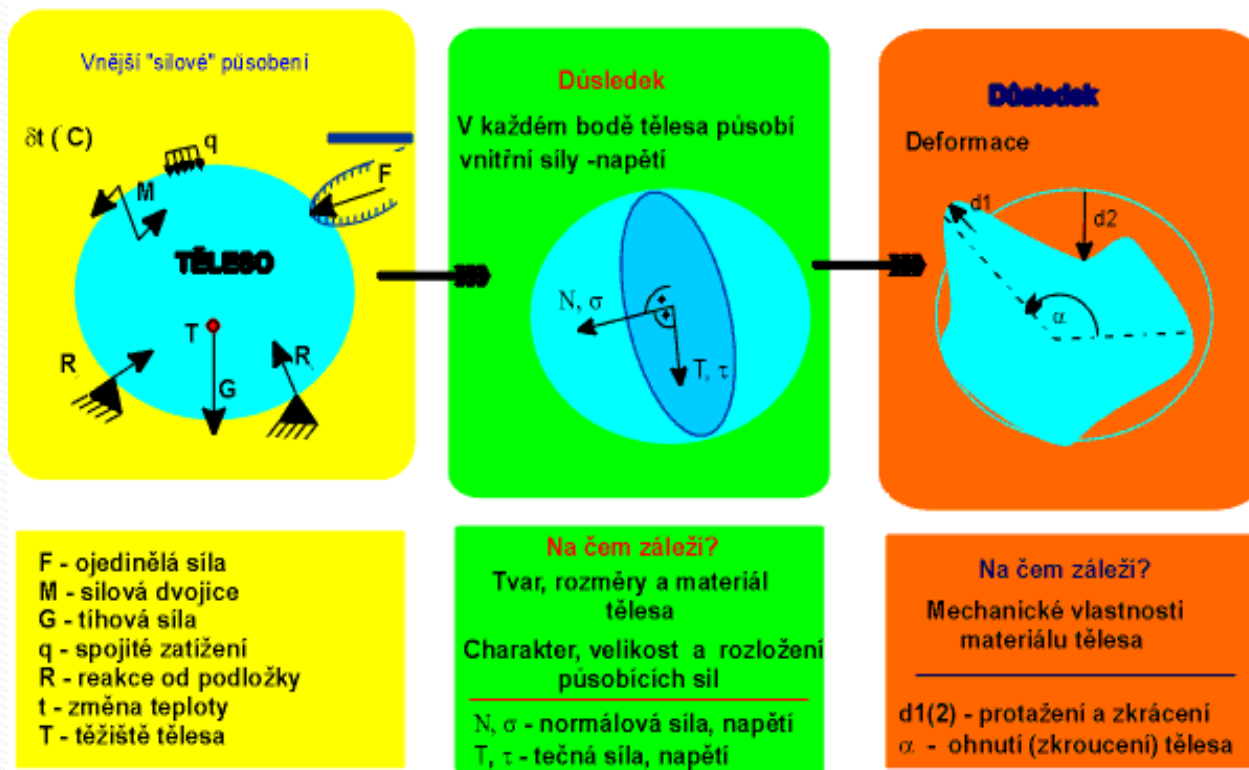 Vnější "silové" působení
δt (°C)
q
M
F
TĚLESO
T
R
R
G
Důsledek
V každém bodě tělesa působí
vnitřní síly -napětí
N, σ
T, τ
Důsledek
Deformace
d1
d2
α
F - ojedinělá síla
M - silová dvojice
G - tíhová síla
q - spojité zatížení
R - reakce od podložky
t - změna teploty
T - těžiště tělesa
Na čem záleží?
Tvar, rozměry a materiál
tělesa
Charakter, velikost a rozložení
působících sil
N, σ - normálová síla, napětí
T, τ - tečná síla, napětí
Na čem záleží?
Mechanické vlastnosti
materiálu tělesa
d1(2) - protažení a zkrácení
α - ohnutí (zkroucení) tělesa